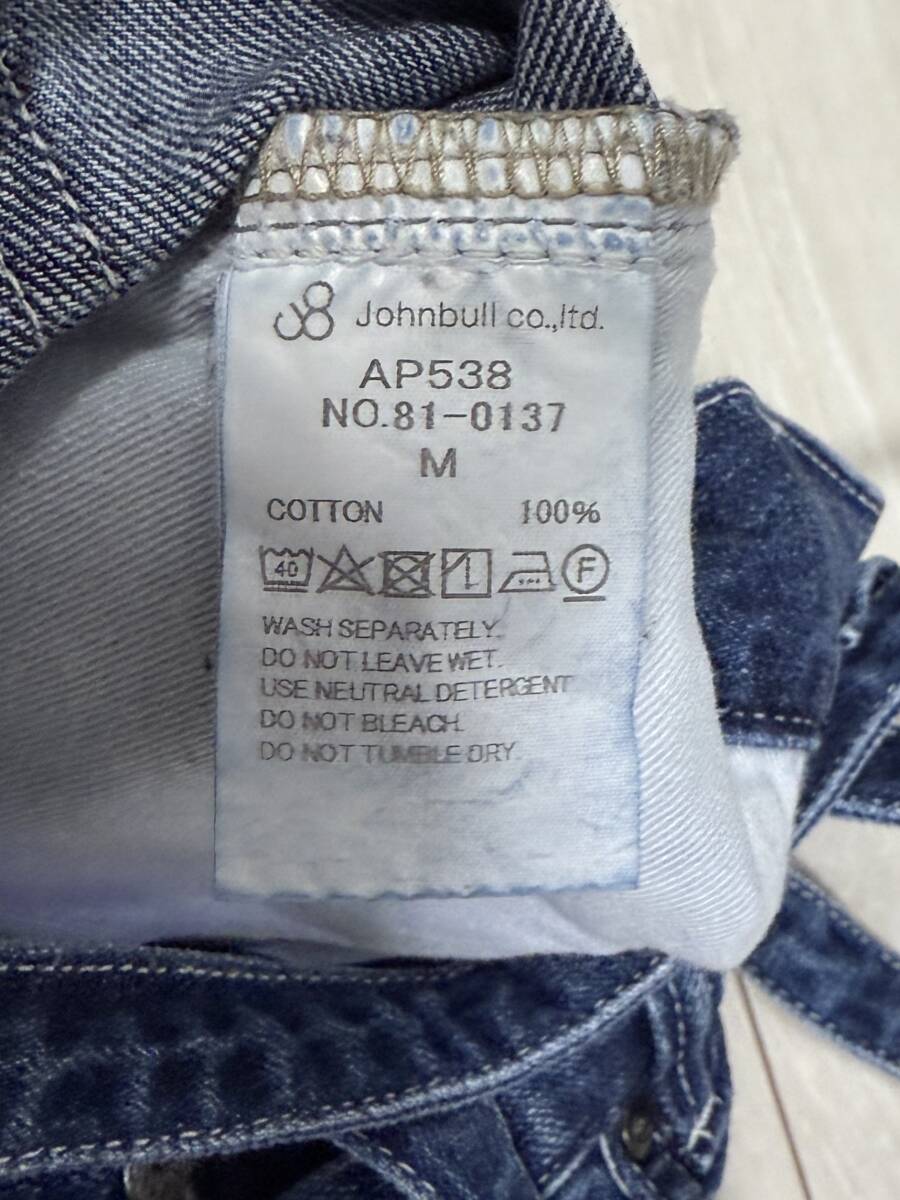 Johnbull co.,ltd.
AP538
NO.81-0137
M
COTTON 100%
40 F
WASH SEPARATELY.
DO NOT LEAVE WET.
USE NEUTRAL DETERGENT
DO NOT BLEACH.
DO NOT TUMBLE DRY.